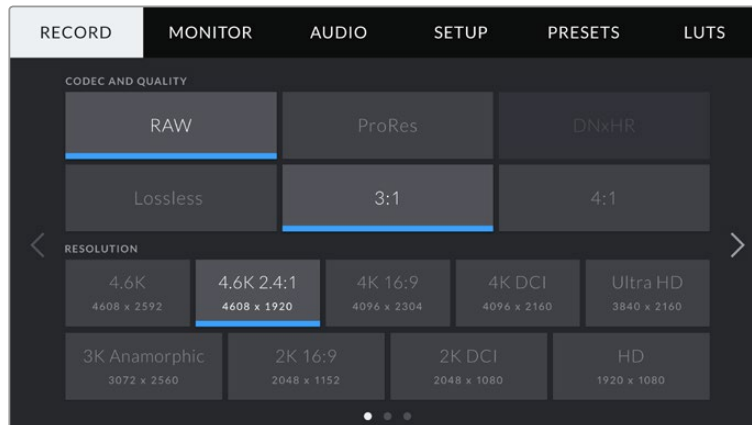 RECORD MONITOR AUDIO SETUP PRESETS LUTS
CODEC AND QUALITY
RAW ProRes DNxHR
Lossless 3:1 4:1
RESOLUTION
4.6K 4.6K 2.4:1 4K 16:9 4K DCI Ultra HD
4608 x 2592 4608 x 1920 4096 x 2304 4096 x 2160 3840 x 2160
3K Anamorphic 2K 16:9 2K DCI HD
3072 x 2560 2048 x 1152 2048 x 1080 1920 x 1080